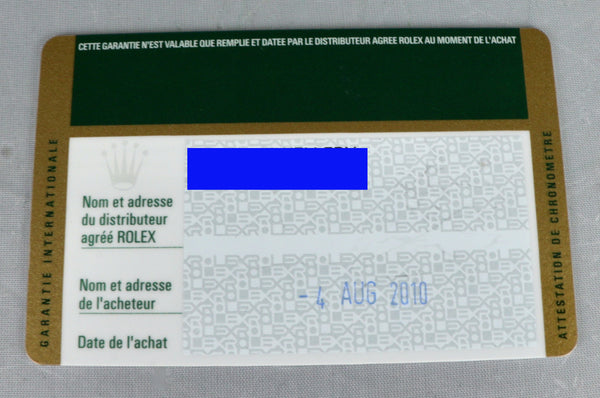 CETTE GARANTIE N'EST VALABLE QUE REMPLIE ET DATEE PAR LE DISTRIBUTEUR AGREE ROLEX AU MOMENT DE L'ACHAT
GARANTIE INTERNATIONALE
Nom et adresse
du distributeur
agréé ROLEX
Nom et adresse
de l'acheteur
- 4 AUG 2010
Date de l'achat
ATTESTATION DE CHRONOMETRE